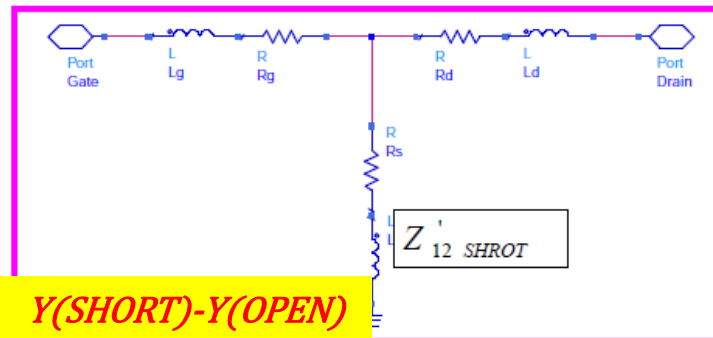 L
L
Port
Gate
Lg
R
Rg
R
Rd
Ld
Port
Drain
R
Rs
L
L
Z ' 12 SHROT
Y(SHORT)-Y(OPEN)